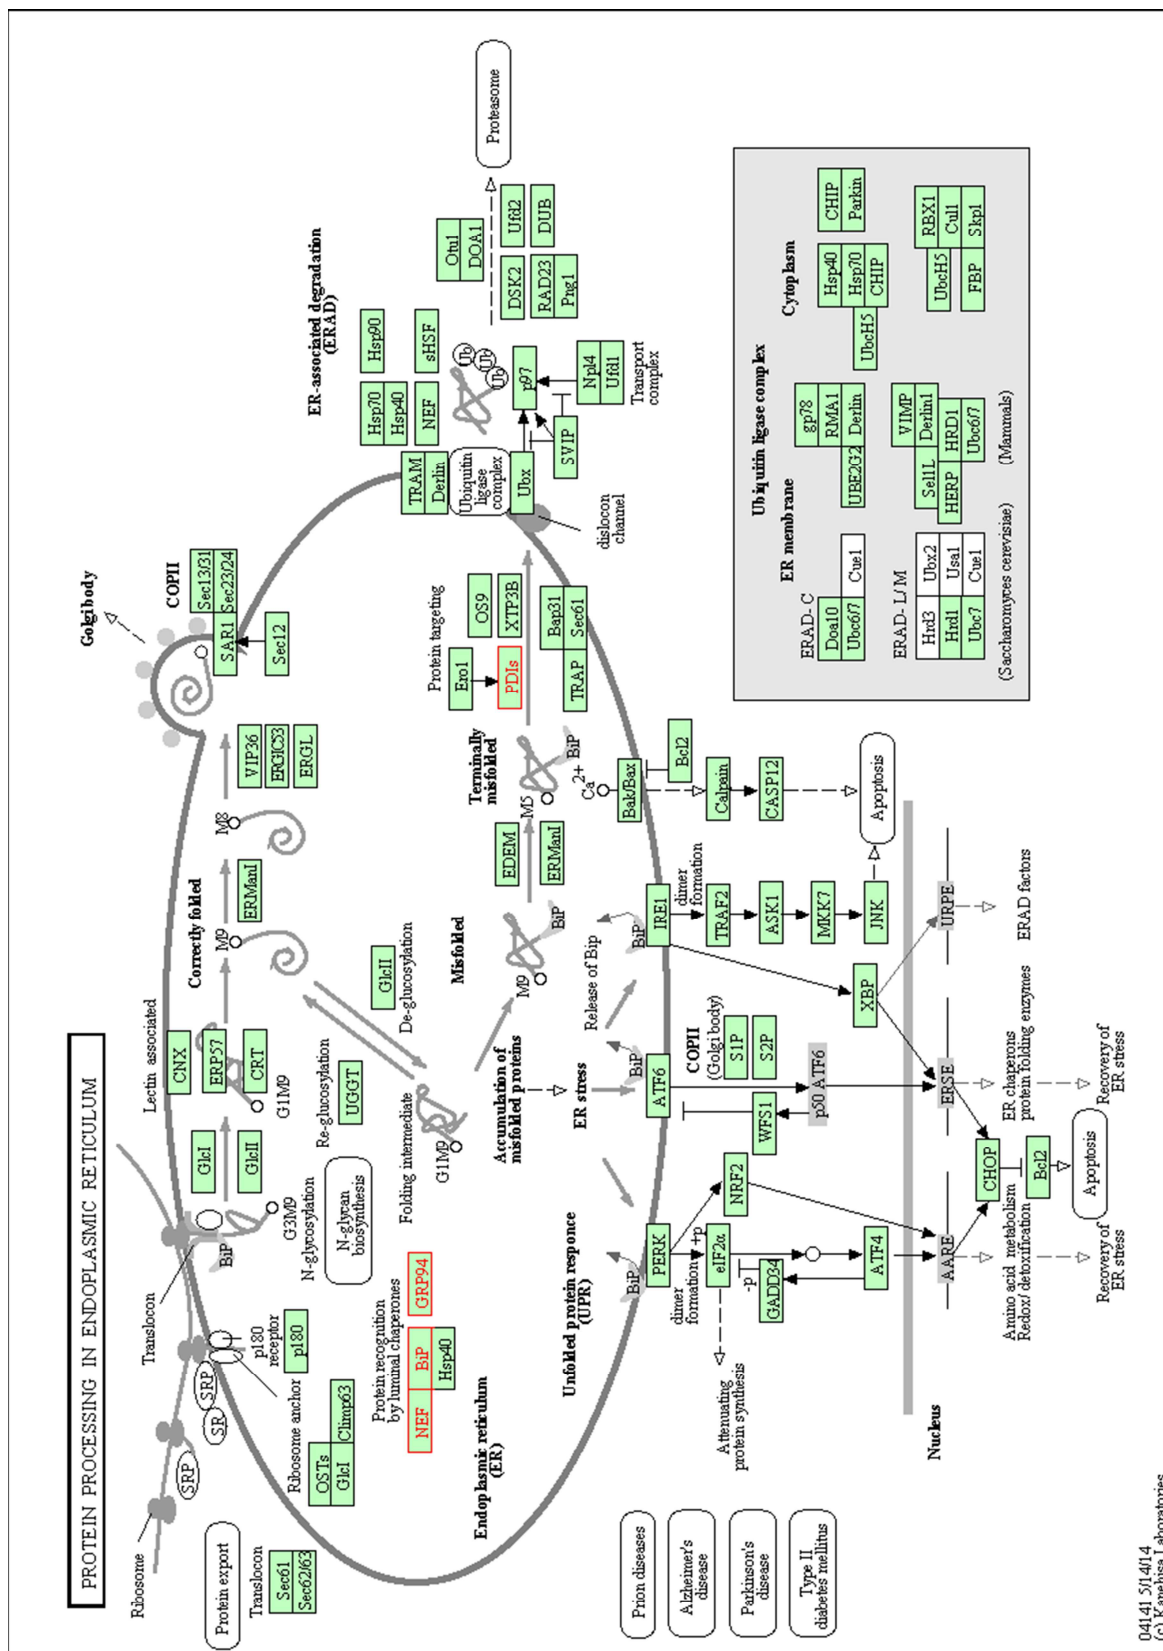 PROTEIN PROCESSING IN ENDOPLASMIC RETICULUM
Ribosome
SRP
SRP
SR
Protein export
Translocon
Sec61
Sec62/63
Ribosome anchor
OSTs
GlcI
Climp63
p180
receptor
p180
Translocon
BiP
G3M9
N-glycosylation
N-glycan
biosynthesis
Protein recognition
by luminal chaperones
NEF
BiP
Hsp40
GRP94
Endoplasmic reticulum
(ER)
GlcI
GlcII
Lectin associated
CNX
ERP57
CRT
G1M9
Re-glucosylation
UGGT
Folding intermediate
G1M9
De-glucosylation
GlcII
Correctly folded
M9
ERManI
M8
VIP36
ERGIC53
ERGL
Golgi body
COPII
Sec13/31
Sec23/24
SAR1
Sec12
Misfolded
M9
BiP
EDEM
ERManI
Terminally
misfolded
M5
BiP
Protein targeting
Ero1
PDIs
OS9
XTP3B
Bap31
TRAP
Sec61
dislocon
channel
ER-associated degradation
(ERAD)
Hsp70
Hsp40
Hsp90
NEF
sHSF
TRAM
Derlin
Ubiquitin
ligase
complex
Ubx
Ub
Ub
Ub
p97
SVIP
Npl4
Ufd1
Transport
complex
Otu1
DOA1
DSK2
Ufd2
RAD23
DUB
Png1
Proteasome
Accumulation of
misfolded proteins
ER stress
Unfolded protein responce
(UPR)
BiP
PERK
dimer
formation
+p
eIF2α
-p
GADD34
NRF2
ATF4
Attenuating
protein synthesis
BiP
ATF6
COPII
(Golgi body)
S1P
S2P
WFS1
p50 ATF6
Release of Bip
BiP
IRE1
dimer
formation
TRAF2
ASK1
MKK7
JNK
XBP
Ca2+
Bak/Bax
Bcl2
Calpain
CASP12
Apoptosis
Nucleus
AARE
ERSE
URPE
Amino acid metabolism
Redox/ detoxification
CHOP
Bcl2
Apoptosis
ER chaperons
protein folding enzymes
ERAD factors
Recovery of
ER stress
Recovery of
ER stress
Prion diseases
Alzheimer's
disease
Parkinson's
disease
Type II
diabetes mellitus
Ubiquitin ligase complex
ER membrane
Cytoplasm
ERAD- C
Doa10
Ubc6/7
Cue1
gp78
RMA1
UBE2G2
Derlin
Hsp40
Hsp70
UbcH5
CHIP
CHIP
Parkin
ERAD- L/M
Hrd3
Ubx2
Hrd1
Usa1
Ubc7
Cue1
VIMP
Sel1L
Derlin1
HERP
HRD1
Ubc6/7
UbcH5
RBX1
Cul1
FBP
Skp1
(Saccharomyces cerevisiae)
(Mammals)
04141 5/14/14
(c) Kanehisa Laboratories